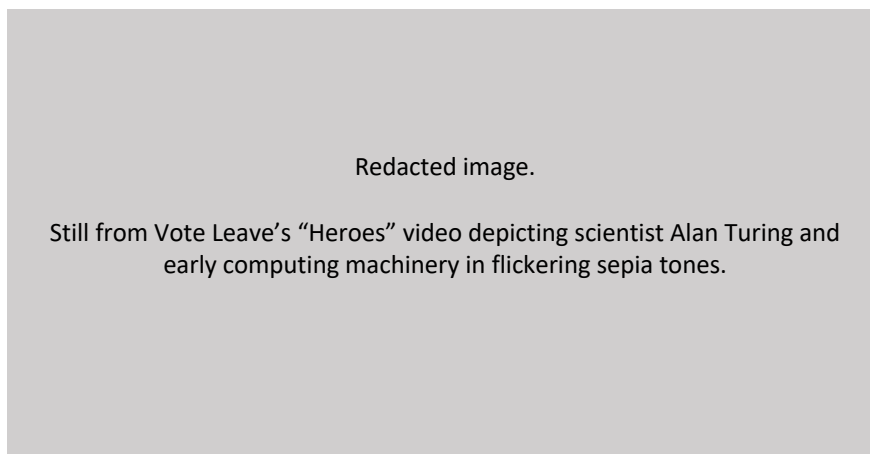 Redacted image.
Still from Vote Leave’s “Heroes” video depicting scientist Alan Turing and
early computing machinery in flickering sepia tones.